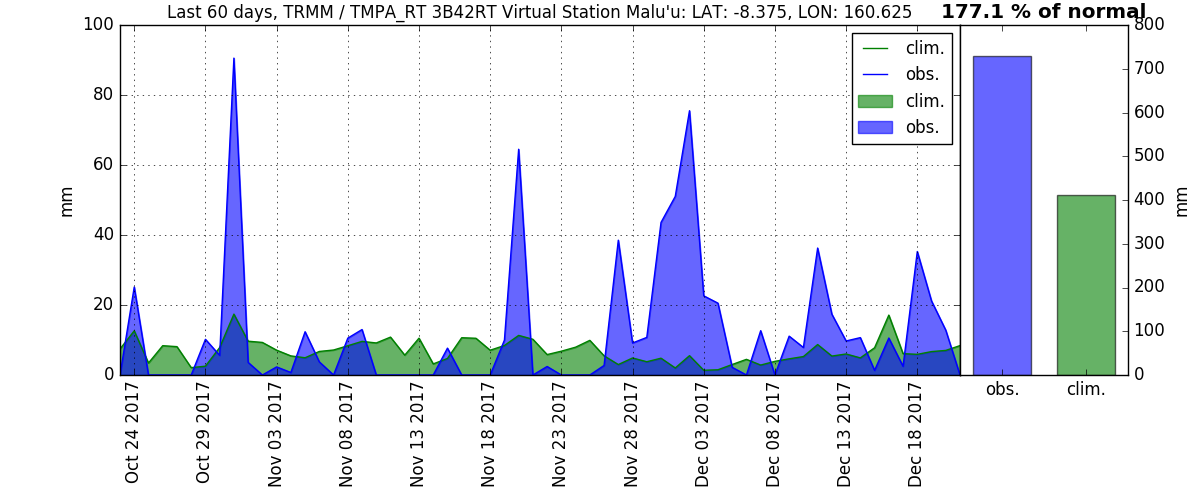 Last 60 days, TRMM / TMPA_RT 3B42RT Virtual Station Malu'u: LAT: -8.375, LON: 160.625
177.1 % of normal
100
80
60
40
20
0
mm
clim.
obs.
clim.
obs.
800
700
600
500
400
300
200
100
0
mm
Oct 24 2017
Oct 29 2017
Nov 03 2017
Nov 08 2017
Nov 13 2017
Nov 18 2017
Nov 23 2017
Nov 28 2017
Dec 03 2017
Dec 08 2017
Dec 13 2017
Dec 18 2017
obs.
clim.